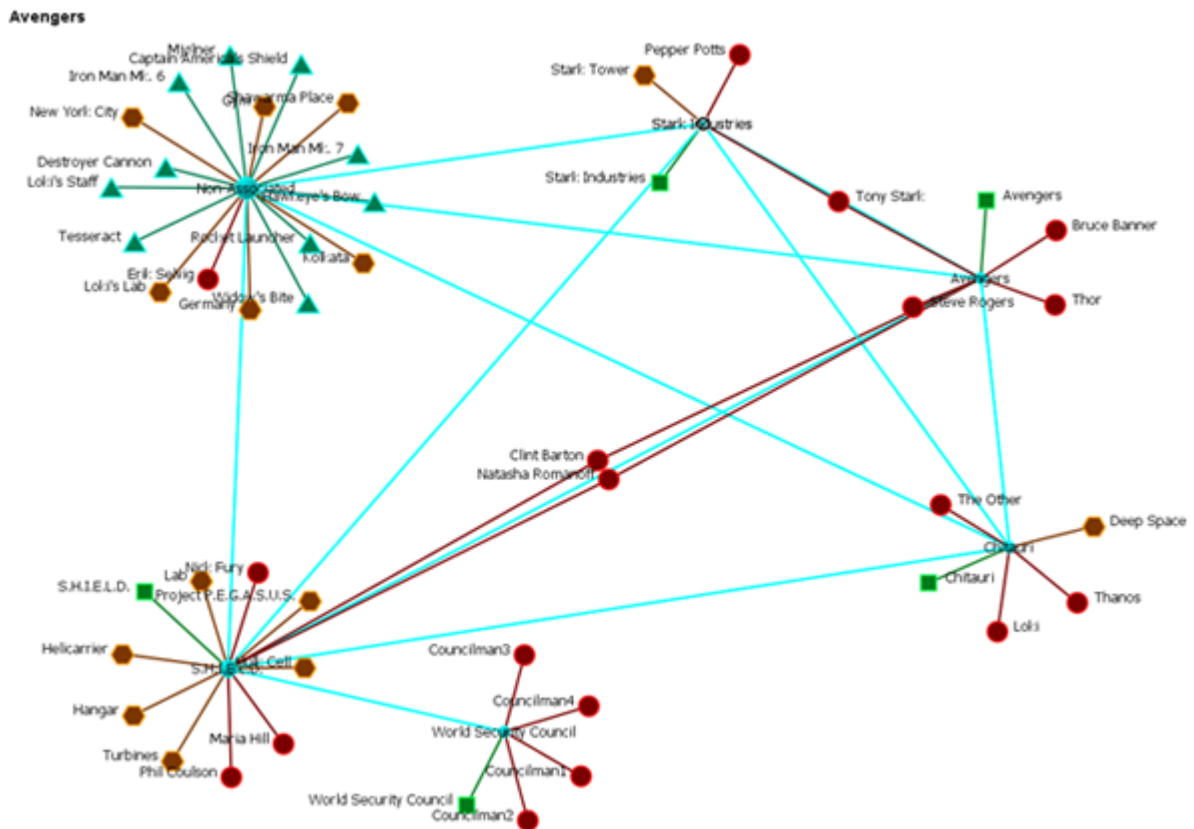 Avengers
Captain America's Shield
Iron Man Mk. 6
Shawarma Place
New York City
Iron Man Mk. 7
Destroyer Cannon
Loki's Staff
Non-Associated
Hawkeye's Bow
Tesseract
Rocket Launcher
Kolkata
Erik Selvig
Loki's Lab
Germany
Widow's Bite
Pepper Potts
Stark Tower
Stark Industries
Stark Industries
Tony Stark
Avengers
Bruce Banner
Avengers
Steve Rogers
Thor
Clint Barton
Natasha Romanoff
The Other
Deep Space
Chitauri
Chitauri
Thanos
Loki
Nick Fury
Lab
S.H.I.E.L.D.
Project P.E.G.A.S.U.S.
Helicarrier
Cell
S.H.I.E.L.D.
Hangar
Maria Hill
Turbines
Phil Coulson
Councilman3
Councilman4
World Security Council
Councilman1
World Security Council
Councilman2